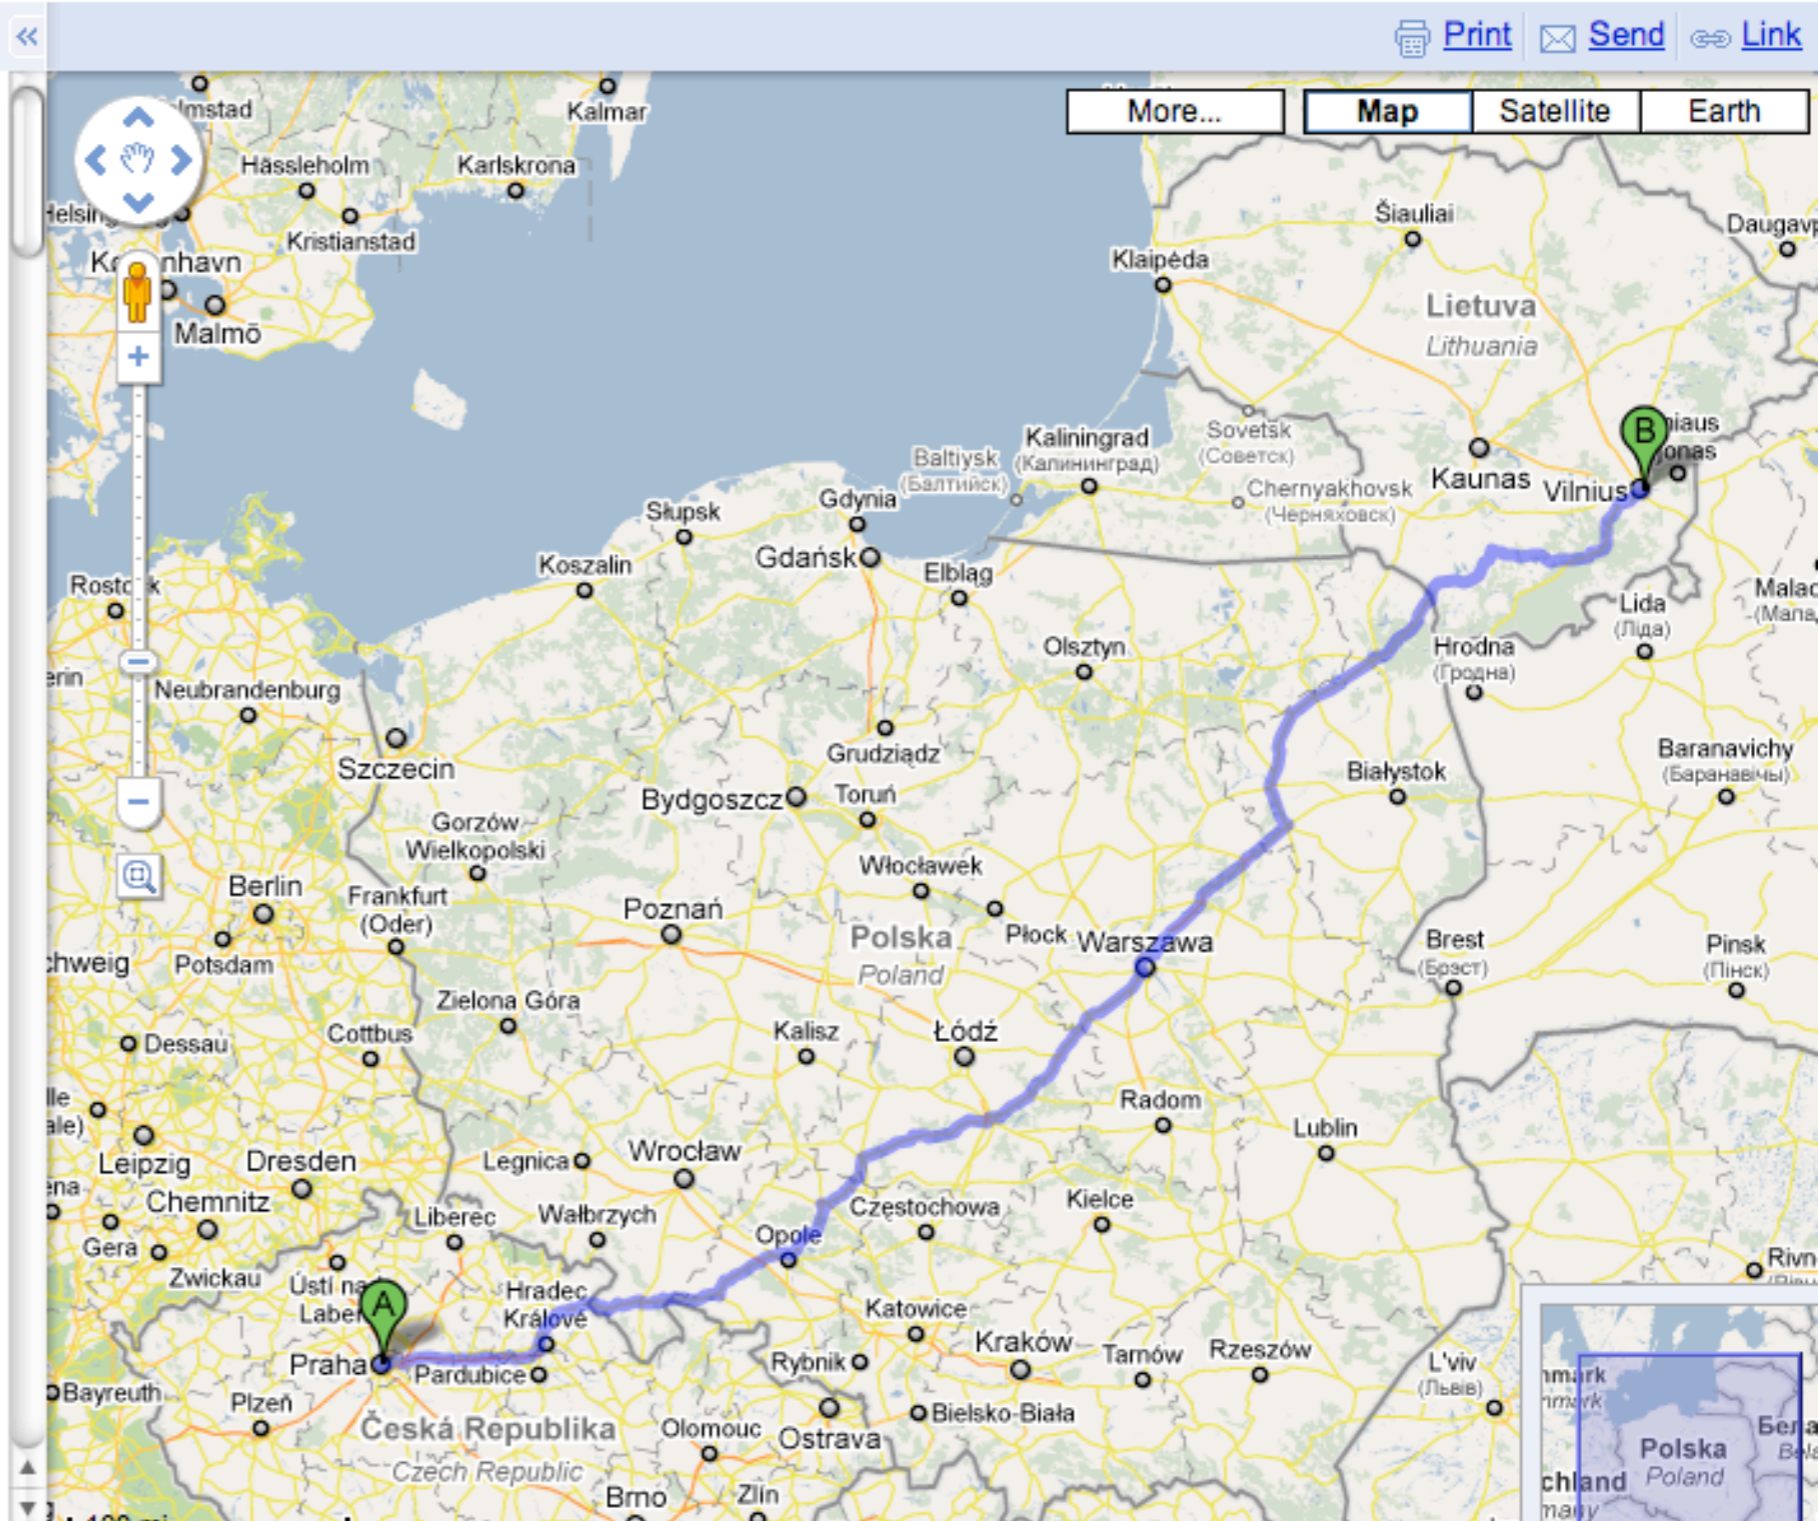 Print
Send
Link
More...
Map
Satellite
Earth
Kalmar
Hässleholm
Karlskrona
Kristianstad
Malmö
Šiauliai
Klaipėda
Lietuva
Lithuania
Kaliningrad
(Калининград)
Baltiysk
(Балтийск)
Sovetsk
(Советск)
Chernyakhovsk
(Черняховск)
Kaunas
B
Vilnius
Gdynia
Słupsk
Gdańsk
Koszalin
Elbląg
Lida
(Ліда)
Olsztyn
Hrodna
(Гродна)
Neubrandenburg
Szczecin
Grudziądz
Białystok
Baranavichy
(Баранавічы)
Bydgoszcz
Toruń
Gorzów
Wielkopolski
Włocławek
Berlin
Frankfurt
(Oder)
Poznań
Polska
Poland
Płock
Warszawa
Brest
(Брэст)
Pinsk
(Пінск)
Potsdam
Zielona Góra
Cottbus
Dessau
Kalisz
Łódź
Radom
Lublin
Leipzig
Dresden
Legnica
Wrocław
Chemnitz
Liberec
Wałbrzych
Częstochowa
Kielce
Gera
Zwickau
Opole
Hradec
Králové
A
Praha
Pardubice
Katowice
Kraków
Rybnik
Tarnów
Rzeszów
L'viv
(Львів)
Bayreuth
Plzeň
Česká Republika
Czech Republic
Olomouc
Ostrava
Bielsko-Biała
Brno
Zlín
Polska
Poland